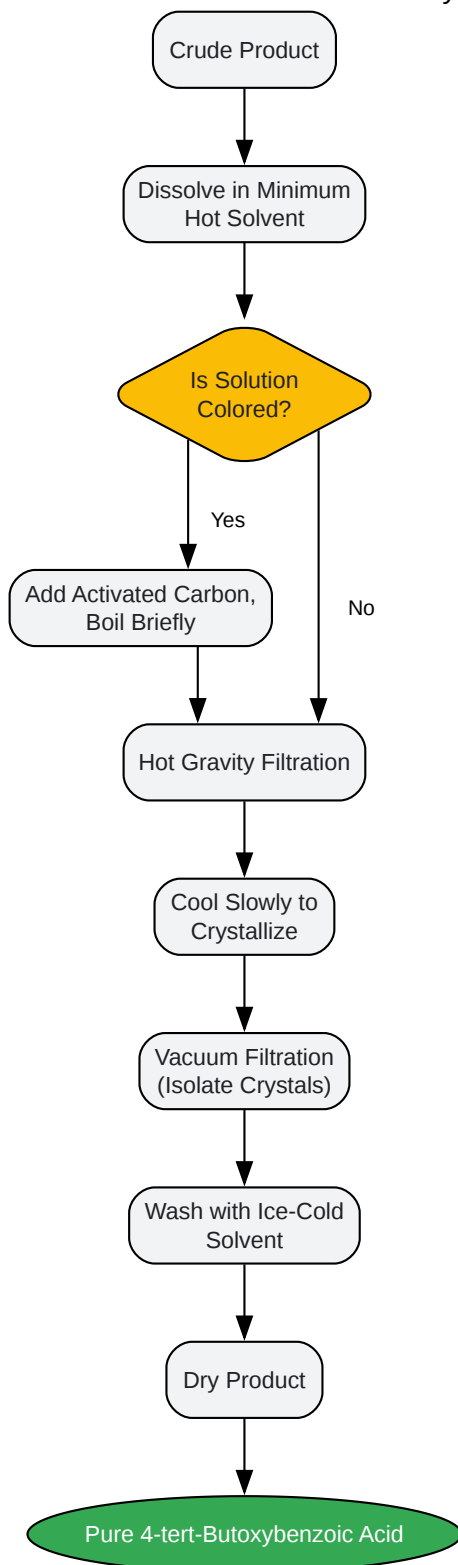 Crude Product
Dissolve in Minimum
Hot Solvent
Is Solution
Colored?
Yes
Add Activated Carbon,
Boil Briefly
No
Hot Gravity Filtration
Cool Slowly to
Crystallize
Vacuum Filtration
(Isolate Crystals)
Wash with Ice-Cold
Solvent
Dry Product
Pure 4-tert-Butoxybenzoic Acid